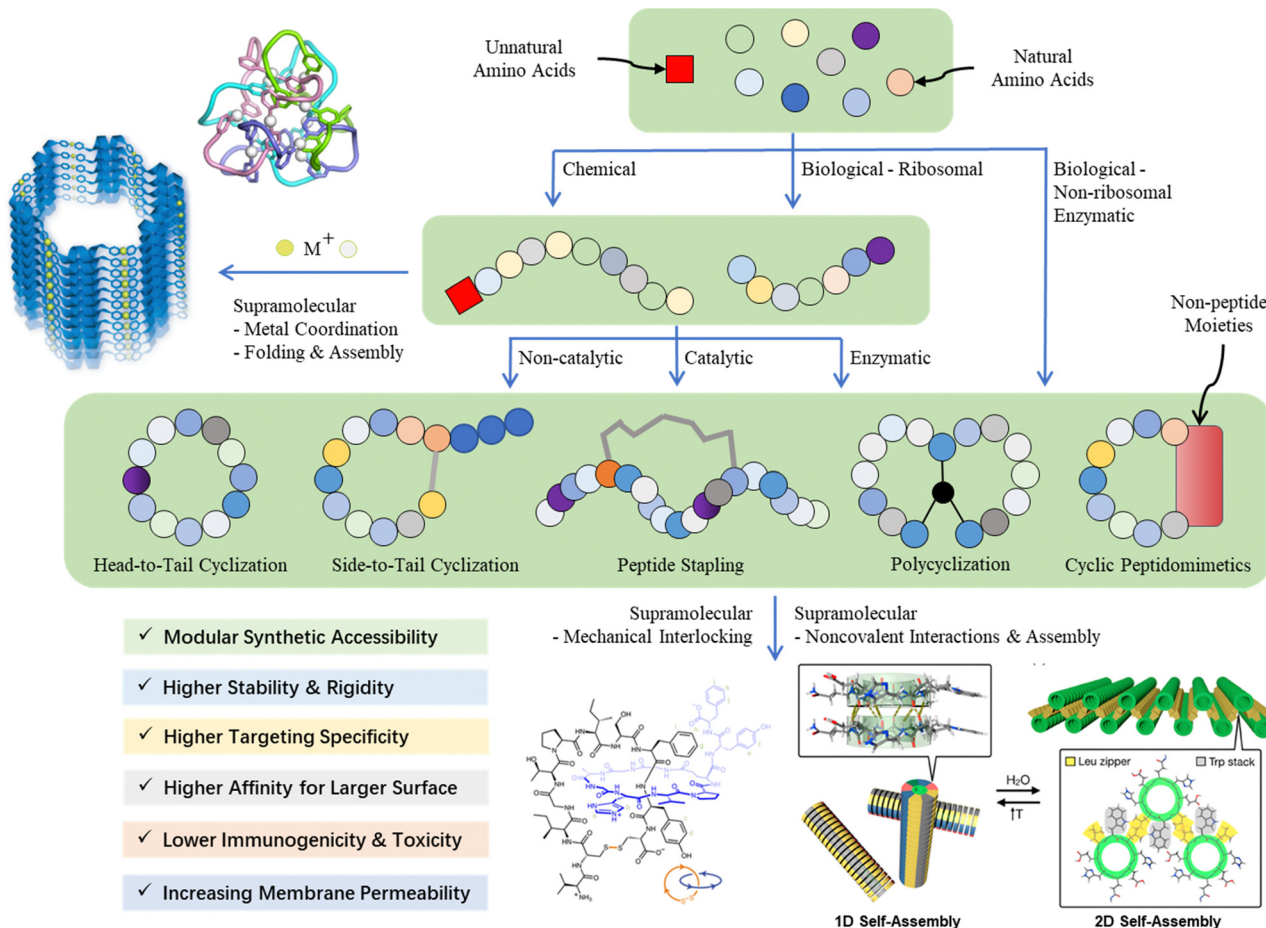 Unnatural
Amino Acids
Natural
Amino Acids
Chemical
Biological - Ribosomal
Biological -
Non-ribosomal
Enzymatic
M+
Supramolecular
- Metal Coordination
- Folding & Assembly
Non-peptide
Moieties
Non-catalytic
Catalytic
Enzymatic
Head-to-Tail Cyclization
Side-to-Tail Cyclization
Peptide Stapling
Polycyclization
Cyclic Peptidomimetics
Supramolecular
- Mechanical Interlocking
Supramolecular
- Noncovalent Interactions & Assembly
✓ Modular Synthetic Accessibility
✓ Higher Stability & Rigidity
✓ Higher Targeting Specificity
✓ Higher Affinity for Larger Surface
✓ Lower Immunogenicity & Toxicity
✓ Increasing Membrane Permeability
H₂O
↑T
Leu zipper
Trp stack
1D Self-Assembly
2D Self-Assembly